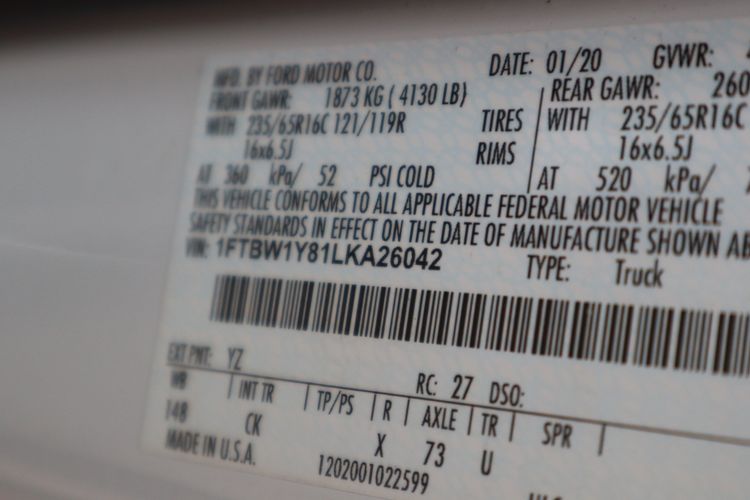 MFD. BY FORD MOTOR CO. DATE: 01/20 GVWR:
FRONT GAWR: 1873 KG ( 4130 LB) REAR GAWR: 260
WITH 235/65R16C 121/119R TIRES WITH 235/65R16C
16x6.5J RIMS 16x6.5J
AT 360 kPa/ 52 PSI COLD AT 520 kPa/
THIS VEHICLE CONFORMS TO ALL APPLICABLE FEDERAL MOTOR VEHICLE
SAFETY STANDARDS IN EFFECT ON THE DATE OF MANUFACTURE SHOWN AB
VIN: 1FTBW1Y81LKA26042 TYPE: Truck
EXT PNT: YZ RC: 27 DSO:
WB INT TR TP/PS R AXLE TR SPR
148 CK X 73 U
MADE IN U.S.A. 1202001022599